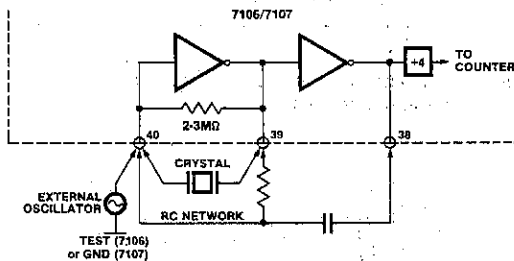 7106/7107
÷4
TO
COUNTER
2-3MΩ
40
39
38
CRYSTAL
EXTERNAL
OSCILLATOR
RC NETWORK
TEST (7106)
or GND (7107)